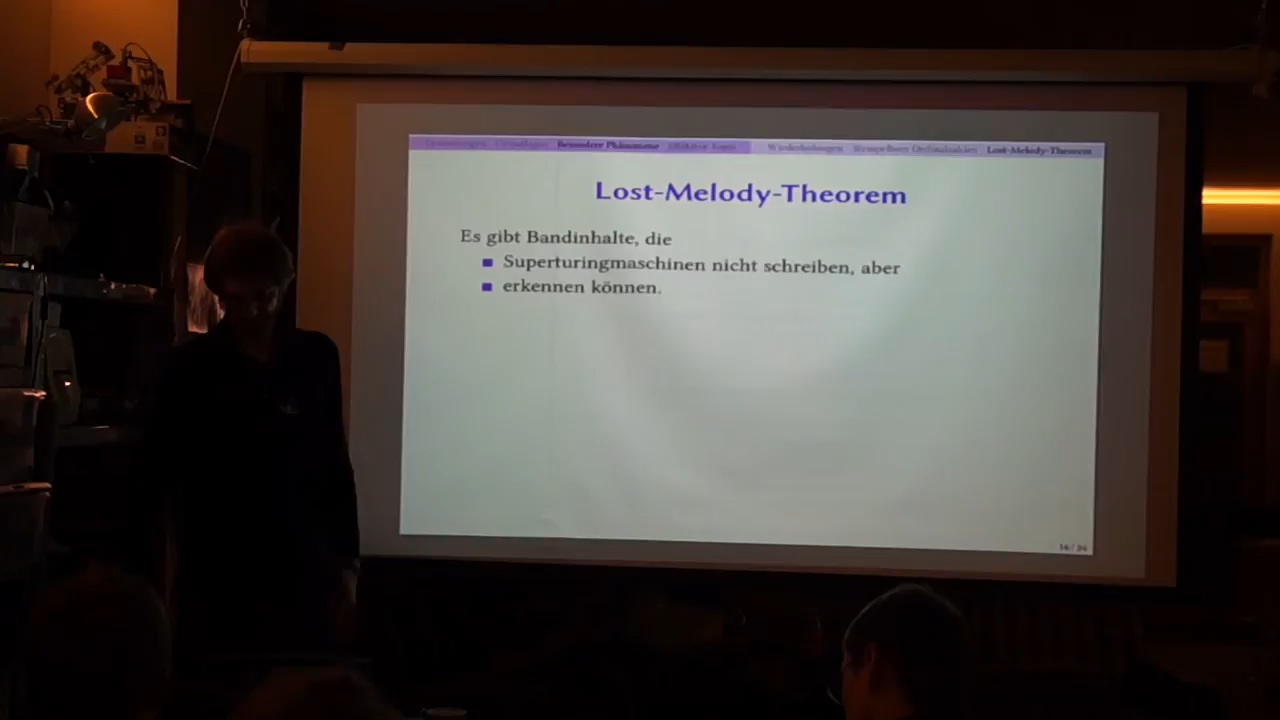 Besondere Phänomene Wiederholungen Lost-Melody-Theorem
Lost-Melody-Theorem
Es gibt Bandinhalte, die
Superturingmaschinen nicht schreiben, aber
erkennen können.